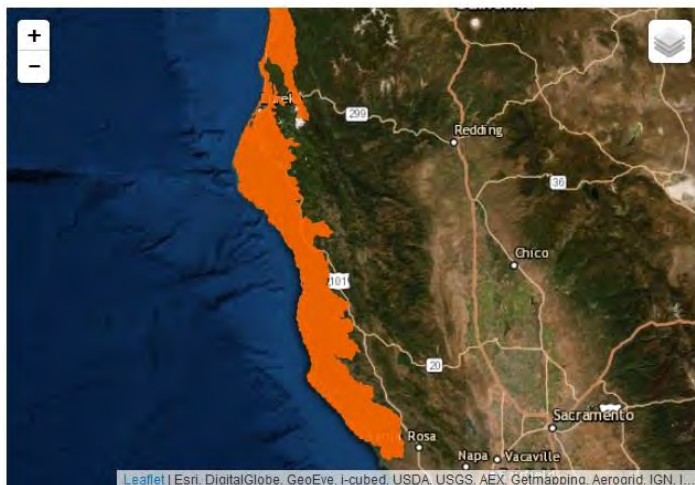 +
−
299
Redding
36
Chico
101
20
Sacramento
Rosa
Napa
Vacaville
Leaflet | Esri, DigitalGlobe, GeoEye, i-cubed, USDA, USGS, AEX, Getmapping, Aerogrid, IGN, I...